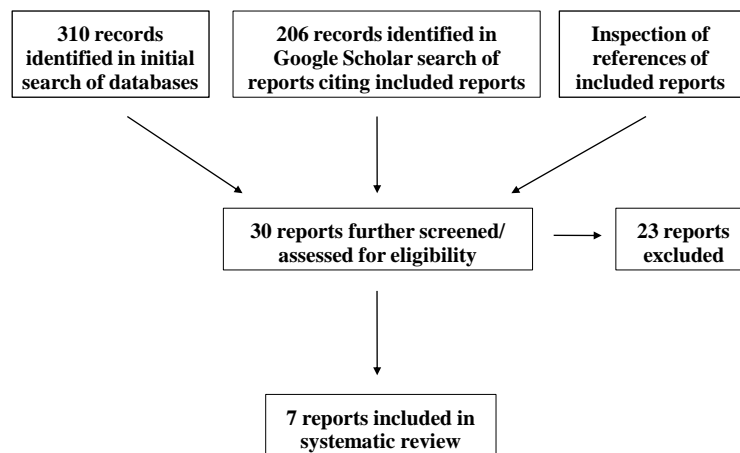 310 records
identified in initial
search of databases
206 records identified in
Google Scholar search of
reports citing included reports
Inspection of
references of
included reports
30 reports further screened/
assessed for eligibility
23 reports
excluded
7 reports included in
systematic review